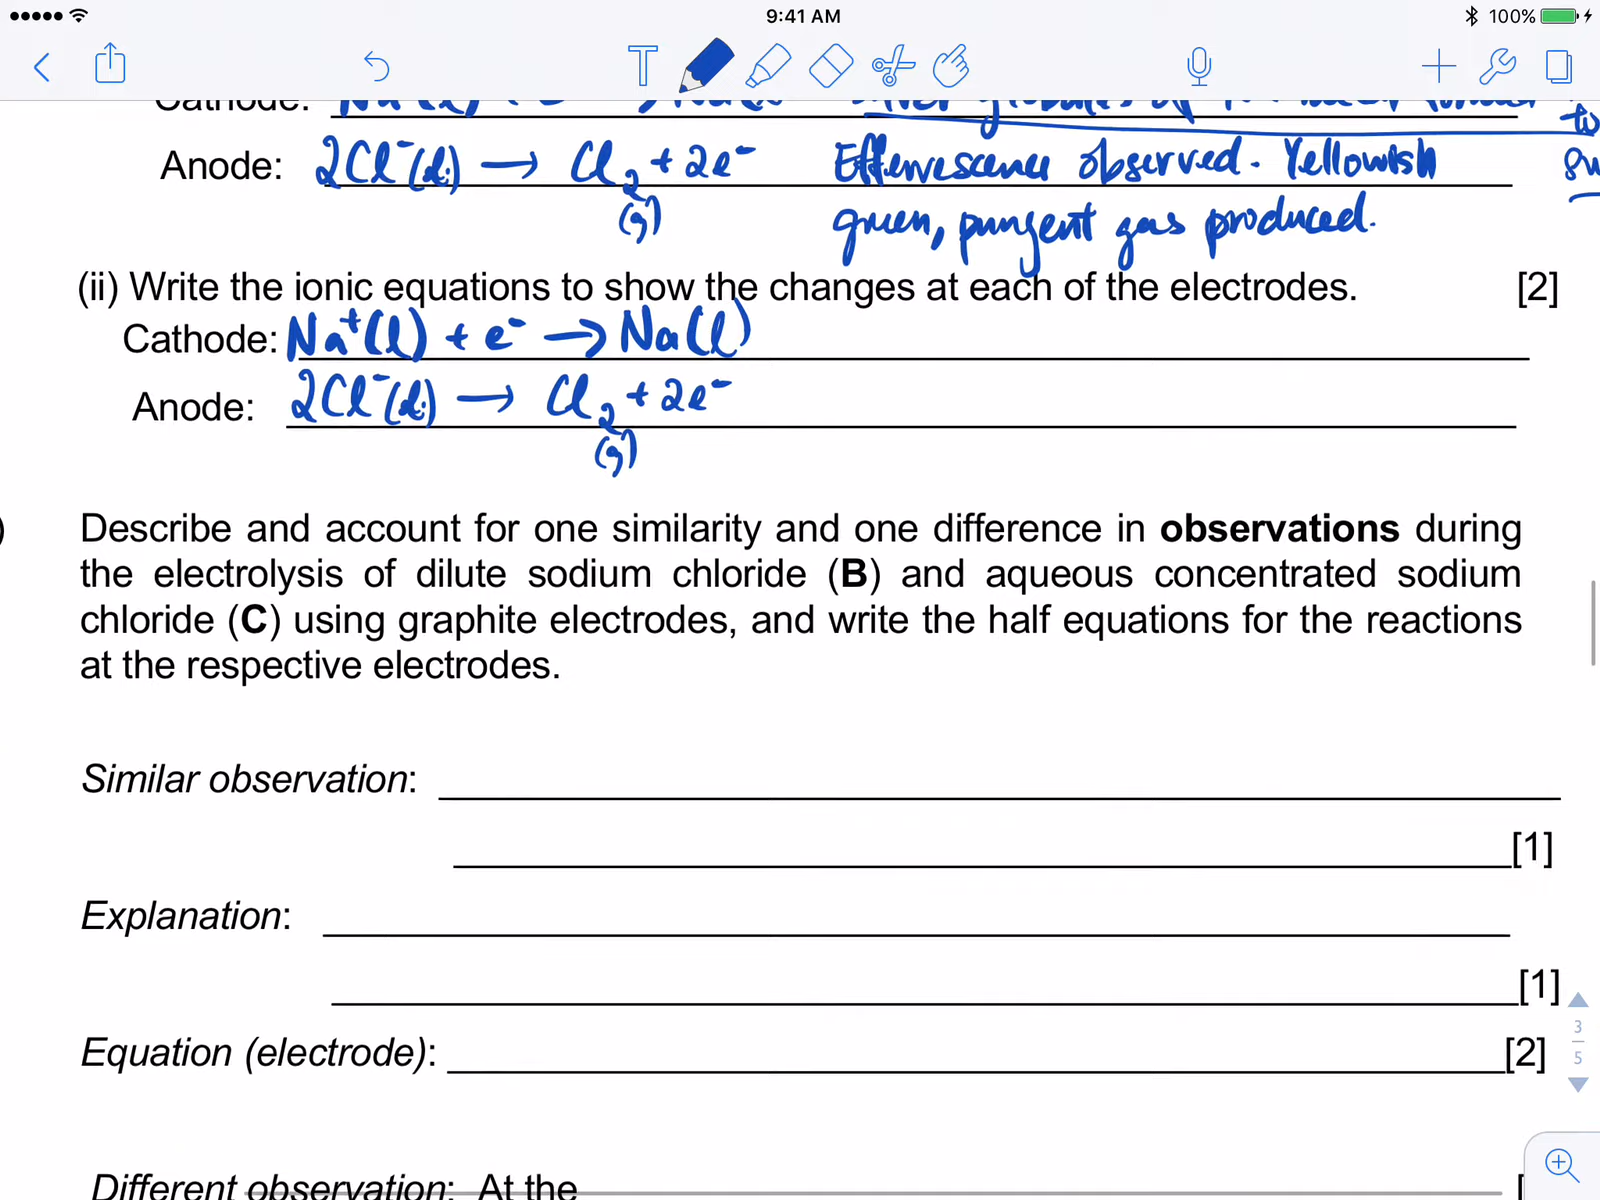 9:41 AM
100%
Cathode:
Anode: 2Cl⁻(l) → Cl₂ + 2e⁻ Effervescence observed. Yellowish
(g) green, pungent gas produced.
(ii) Write the ionic equations to show the changes at each of the electrodes. [2]
Cathode: Na⁺(l) + e⁻ → Na(l)
Anode: 2Cl⁻(l) → Cl₂ + 2e⁻
(g)
) Describe and account for one similarity and one difference in observations during
the electrolysis of dilute sodium chloride (B) and aqueous concentrated sodium
chloride (C) using graphite electrodes, and write the half equations for the reactions
at the respective electrodes.
Similar observation:
[1]
Explanation:
[1]
3
5
Equation (electrode): [2]
Different observation: At the